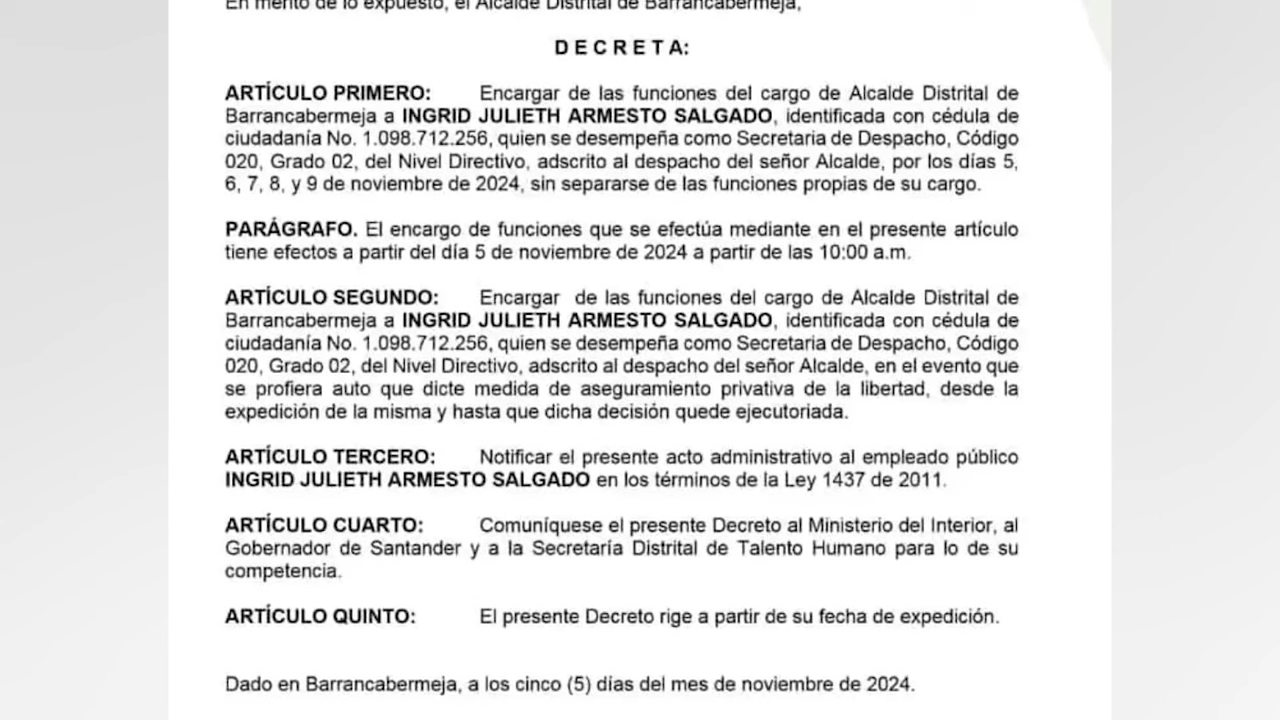 En mérito de lo expuesto, el Alcalde Distrital de Barrancabermeja,
D E C R E T A:
ARTÍCULO PRIMERO: Encargar de las funciones del cargo de Alcalde Distrital de
Barrancabermeja a INGRID JULIETH ARMESTO SALGADO, identificada con cédula de
ciudadanía No. 1.098.712.256, quien se desempeña como Secretaria de Despacho, Código
020, Grado 02, del Nivel Directivo, adscrito al despacho del señor Alcalde, por los días 5,
6, 7, 8, y 9 de noviembre de 2024, sin separarse de las funciones propias de su cargo.
PARÁGRAFO. El encargo de funciones que se efectúa mediante en el presente artículo
tiene efectos a partir del día 5 de noviembre de 2024 a partir de las 10:00 a.m.
ARTÍCULO SEGUNDO: Encargar de las funciones del cargo de Alcalde Distrital de
Barrancabermeja a INGRID JULIETH ARMESTO SALGADO, identificada con cédula de
ciudadanía No. 1.098.712.256, quien se desempeña como Secretaria de Despacho, Código
020, Grado 02, del Nivel Directivo, adscrito al despacho del señor Alcalde, en el evento que
se profiera auto que dicte medida de aseguramiento privativa de la libertad, desde la
expedición de la misma y hasta que dicha decisión quede ejecutoriada.
ARTÍCULO TERCERO: Notificar el presente acto administrativo al empleado público
INGRID JULIETH ARMESTO SALGADO en los términos de la Ley 1437 de 2011.
ARTÍCULO CUARTO: Comuníquese el presente Decreto al Ministerio del Interior, al
Gobernador de Santander y a la Secretaría Distrital de Talento Humano para lo de su
competencia.
ARTÍCULO QUINTO: El presente Decreto rige a partir de su fecha de expedición.
Dado en Barrancabermeja, a los cinco (5) días del mes de noviembre de 2024.